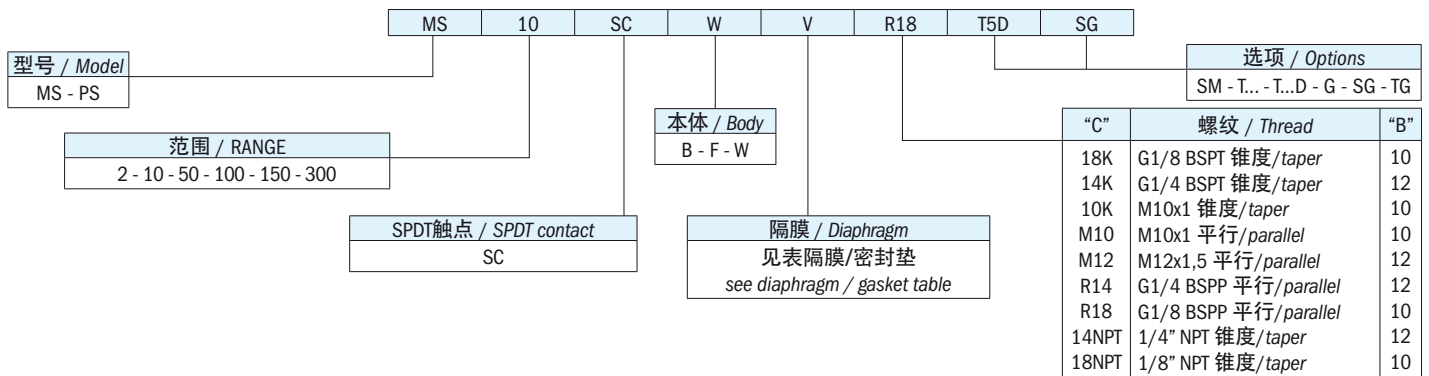 MS 10 SC W V R18 T5D SG
型号 / Model
MS - PS
选项 / Options
SM - T... - T...D - G - SG - TG
范围 / RANGE
2 - 10 - 50 - 100 - 150 - 300
本体 / Body
B - F - W
SPDT触点 / SPDT contact
SC
隔膜 / Diaphragm
见表隔膜/密封垫
see diaphragm / gasket table
“C” 螺纹 / Thread “B”
18K G1/8 BSPT 锥度/taper 10
14K G1/4 BSPT 锥度/taper 12
10K M10x1 锥度/taper 10
M10 M10x1 平行/parallel 10
M12 M12x1,5 平行/parallel 12
R14 G1/4 BSPP 平行/parallel 12
R18 G1/8 BSPP 平行/parallel 10
14NPT 1/4” NPT 锥度/taper 12
18NPT 1/8” NPT 锥度/taper 10